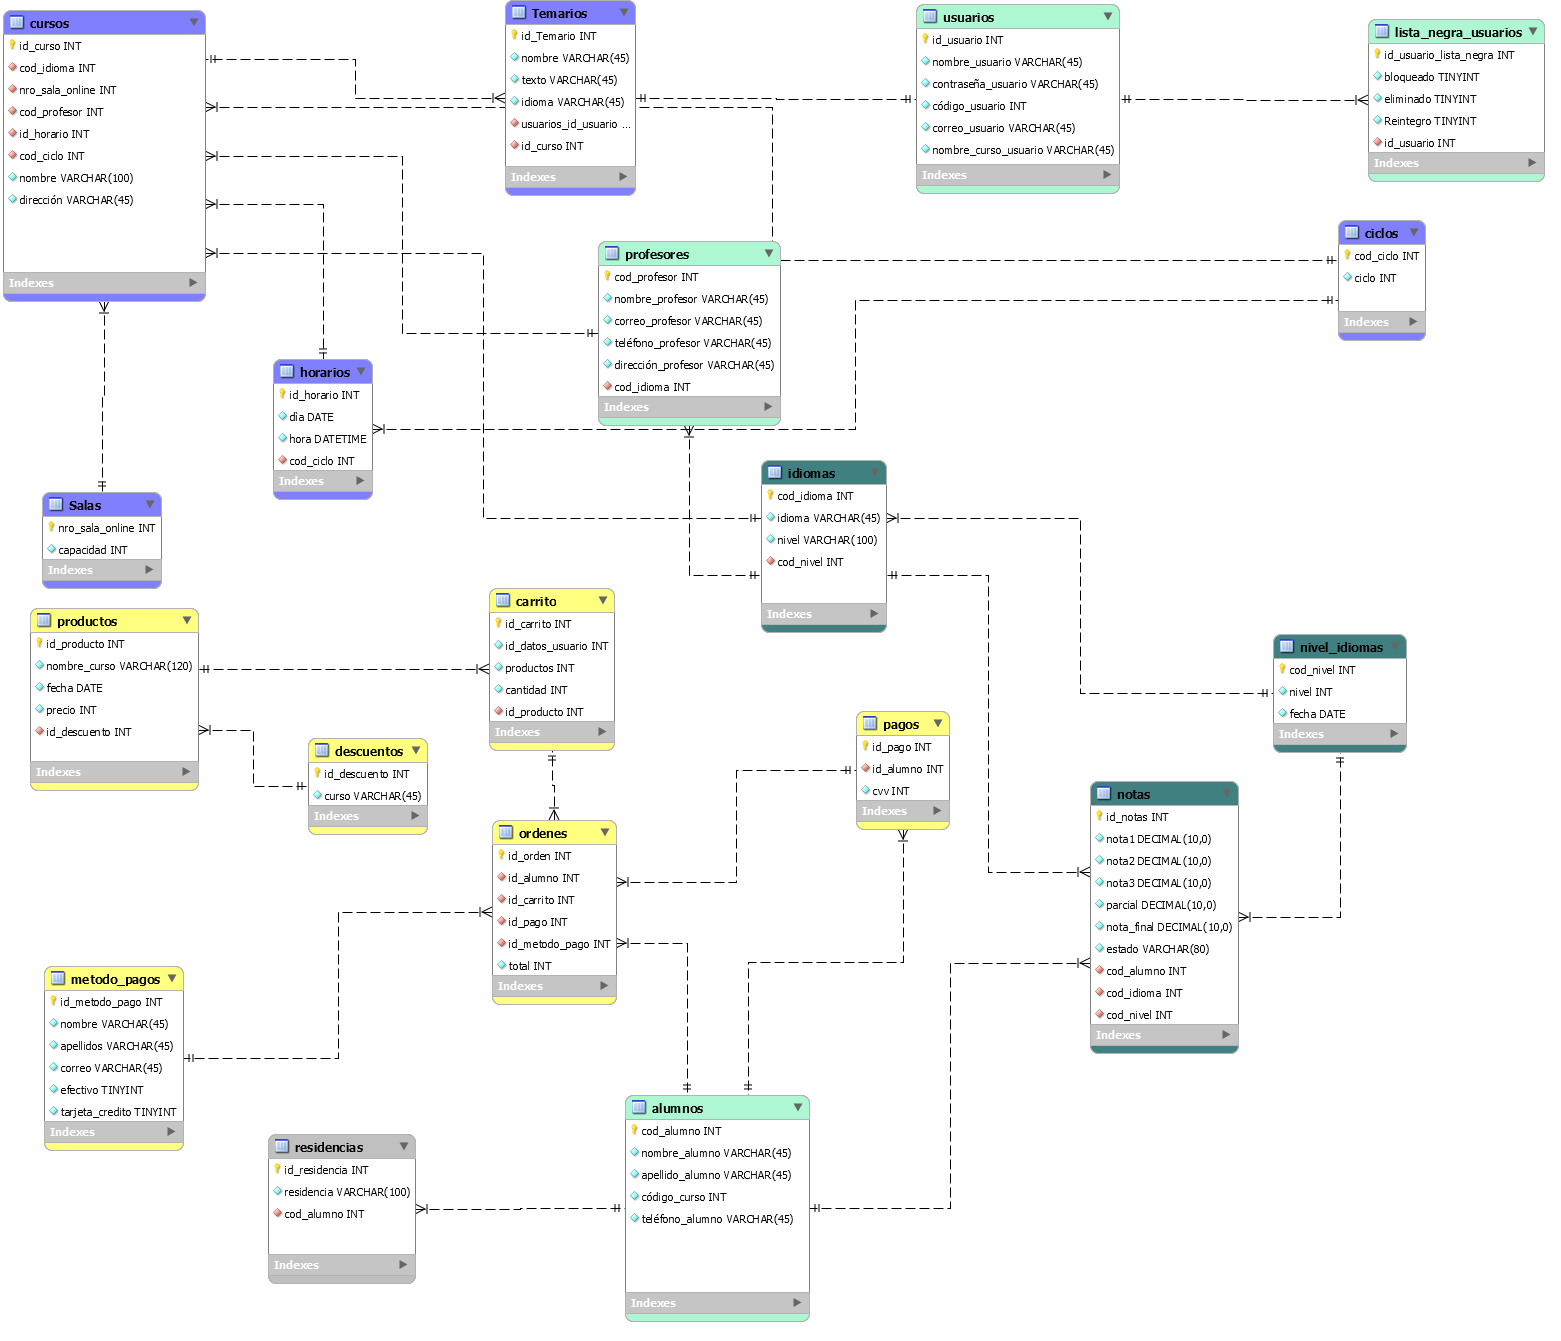 cursos
id_curso INT
cod_idioma INT
nro_sala_online INT
cod_profesor INT
id_horario INT
cod_ciclo INT
nombre VARCHAR(100)
dirección VARCHAR(45)
Indexes
Temarios
id_Temario INT
nombre VARCHAR(45)
texto VARCHAR(45)
idioma VARCHAR(45)
usuarios_id_usuario ...
id_curso INT
Indexes
usuarios
id_usuario INT
nombre_usuario VARCHAR(45)
contraseña_usuario VARCHAR(45)
código_usuario INT
correo_usuario VARCHAR(45)
nombre_curso_usuario VARCHAR(45)
Indexes
lista_negra_usuarios
id_usuario_lista_negra INT
bloqueado TINYINT
eliminado TINYINT
Reintegro TINYINT
id_usuario INT
Indexes
profesores
cod_profesor INT
nombre_profesor VARCHAR(45)
correo_profesor VARCHAR(45)
teléfono_profesor VARCHAR(45)
dirección_profesor VARCHAR(45)
cod_idioma INT
Indexes
ciclos
cod_ciclo INT
ciclo INT
Indexes
horarios
id_horario INT
día DATE
hora DATETIME
cod_ciclo INT
Indexes
Salas
nro_sala_online INT
capacidad INT
Indexes
idiomas
cod_idioma INT
idioma VARCHAR(45)
nivel VARCHAR(100)
cod_nivel INT
Indexes
productos
id_producto INT
nombre_curso VARCHAR(120)
fecha DATE
precio INT
id_descuento INT
Indexes
carrito
id_carrito INT
id_datos_usuario INT
productos INT
cantidad INT
id_producto INT
Indexes
nivel_idiomas
cod_nivel INT
nivel INT
fecha DATE
Indexes
descuentos
id_descuento INT
curso VARCHAR(45)
Indexes
pagos
id_pago INT
id_alumno INT
cvv INT
Indexes
notas
id_notas INT
nota1 DECIMAL(10,0)
nota2 DECIMAL(10,0)
nota3 DECIMAL(10,0)
parcial DECIMAL(10,0)
nota_final DECIMAL(10,0)
estado VARCHAR(80)
cod_alumno INT
cod_idioma INT
cod_nivel INT
Indexes
ordenes
id_orden INT
id_alumno INT
id_carrito INT
id_pago INT
id_metodo_pago INT
total INT
Indexes
metodo_pagos
id_metodo_pago INT
nombre VARCHAR(45)
apellidos VARCHAR(45)
correo VARCHAR(45)
efectivo TINYINT
tarjeta_credito TINYINT
Indexes
residencias
id_residencia INT
residencia VARCHAR(100)
cod_alumno INT
Indexes
alumnos
cod_alumno INT
nombre_alumno VARCHAR(45)
apellido_alumno VARCHAR(45)
código_curso INT
teléfono_alumno VARCHAR(45)
Indexes